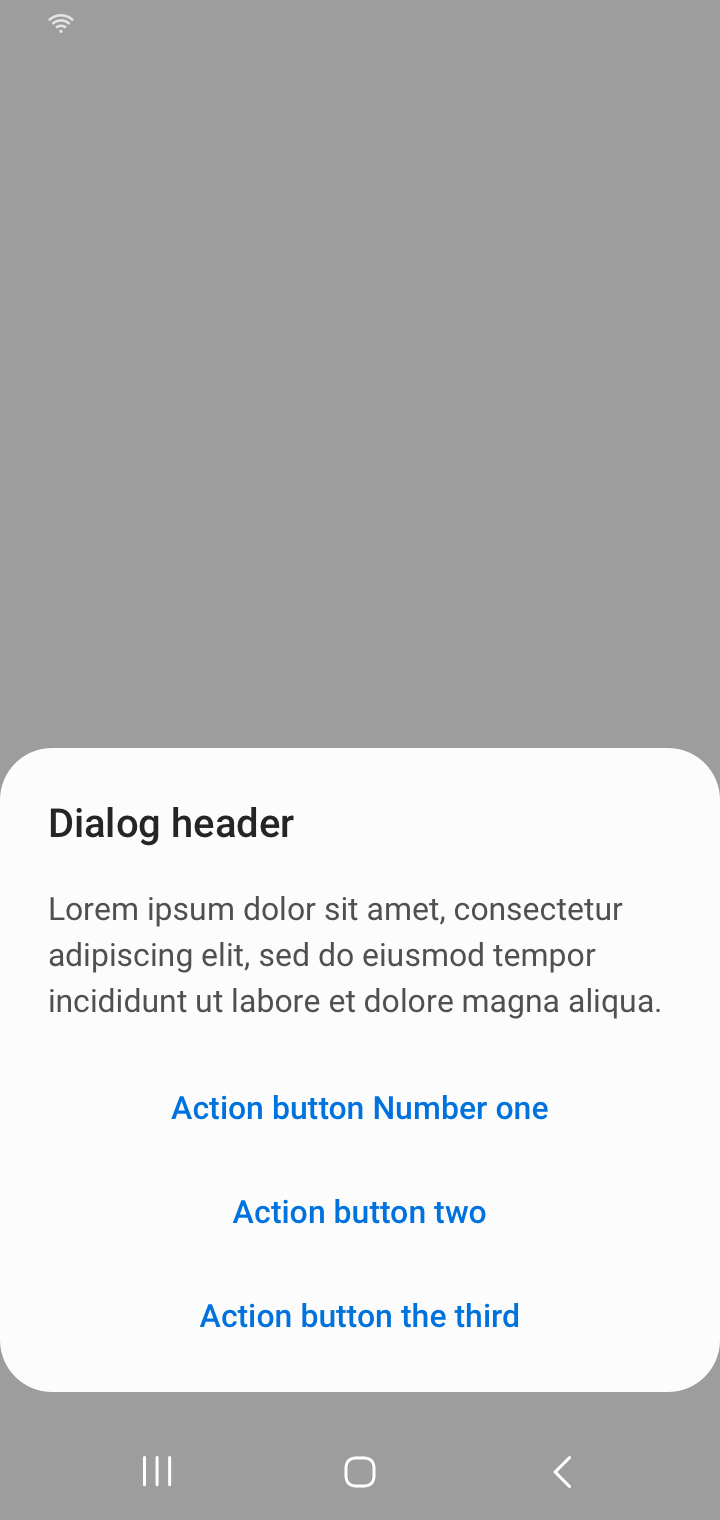 Dialog header
Lorem ipsum dolor sit amet, consectetur
adipiscing elit, sed do eiusmod tempor
incididunt ut labore et dolore magna aliqua.
Action button Number one
Action button two
Action button the third